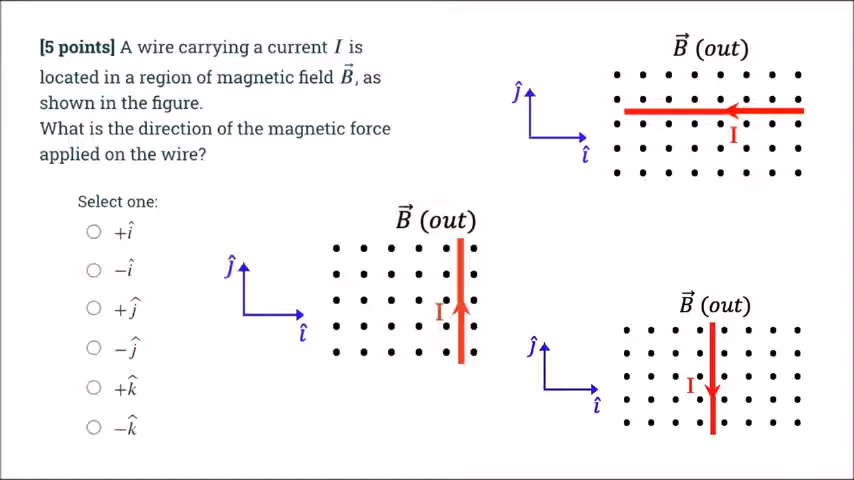 [5 points] A wire carrying a current I is
located in a region of magnetic field B⃗, as
shown in the figure.
What is the direction of the magnetic force
applied on the wire?
Select one:
+î
−î
+ĵ
−ĵ
+k̂
−k̂
B⃗ (out)
ĵ
I
î
B⃗ (out)
ĵ
I
î
B⃗ (out)
ĵ
I
î